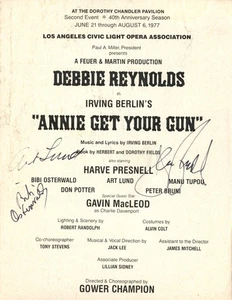 AT THE DOROTHY CHANDLER PAVILION
Second Event 40th Anniversary Season
JUNE 21 through AUGUST 6, 1977
LOS ANGELES CIVIC LIGHT OPERA ASSOCIATION
Paul A. Miller, President
presents
A FEUER & MARTIN PRODUCTION
DEBBIE REYNOLDS
in
IRVING BERLIN'S
"ANNIE GET YOUR GUN"
Music and Lyrics by IRVING BERLIN
Book by HERBERT and DOROTHY FIELDS
also starring
HARVE PRESNELL
BIBI OSTERWALD ART LUND MANU TUPOU
DON POTTER PETER BRUNI
Special Guest Star
GAVIN MacLEOD
as Charlie Davenport
Lighting & Scenery by Costumes by
ROBERT RANDOLPH ALVIN COLT
Co-choreographer Musical & Vocal Direction by Assistant to the Director
TONY STEVENS JACK LEE JAMES MITCHELL
Associate Producer
LILLIAN SIDNEY
Directed & Choreographed by
GOWER CHAMPION
Art Lund
Bibi Osterwald